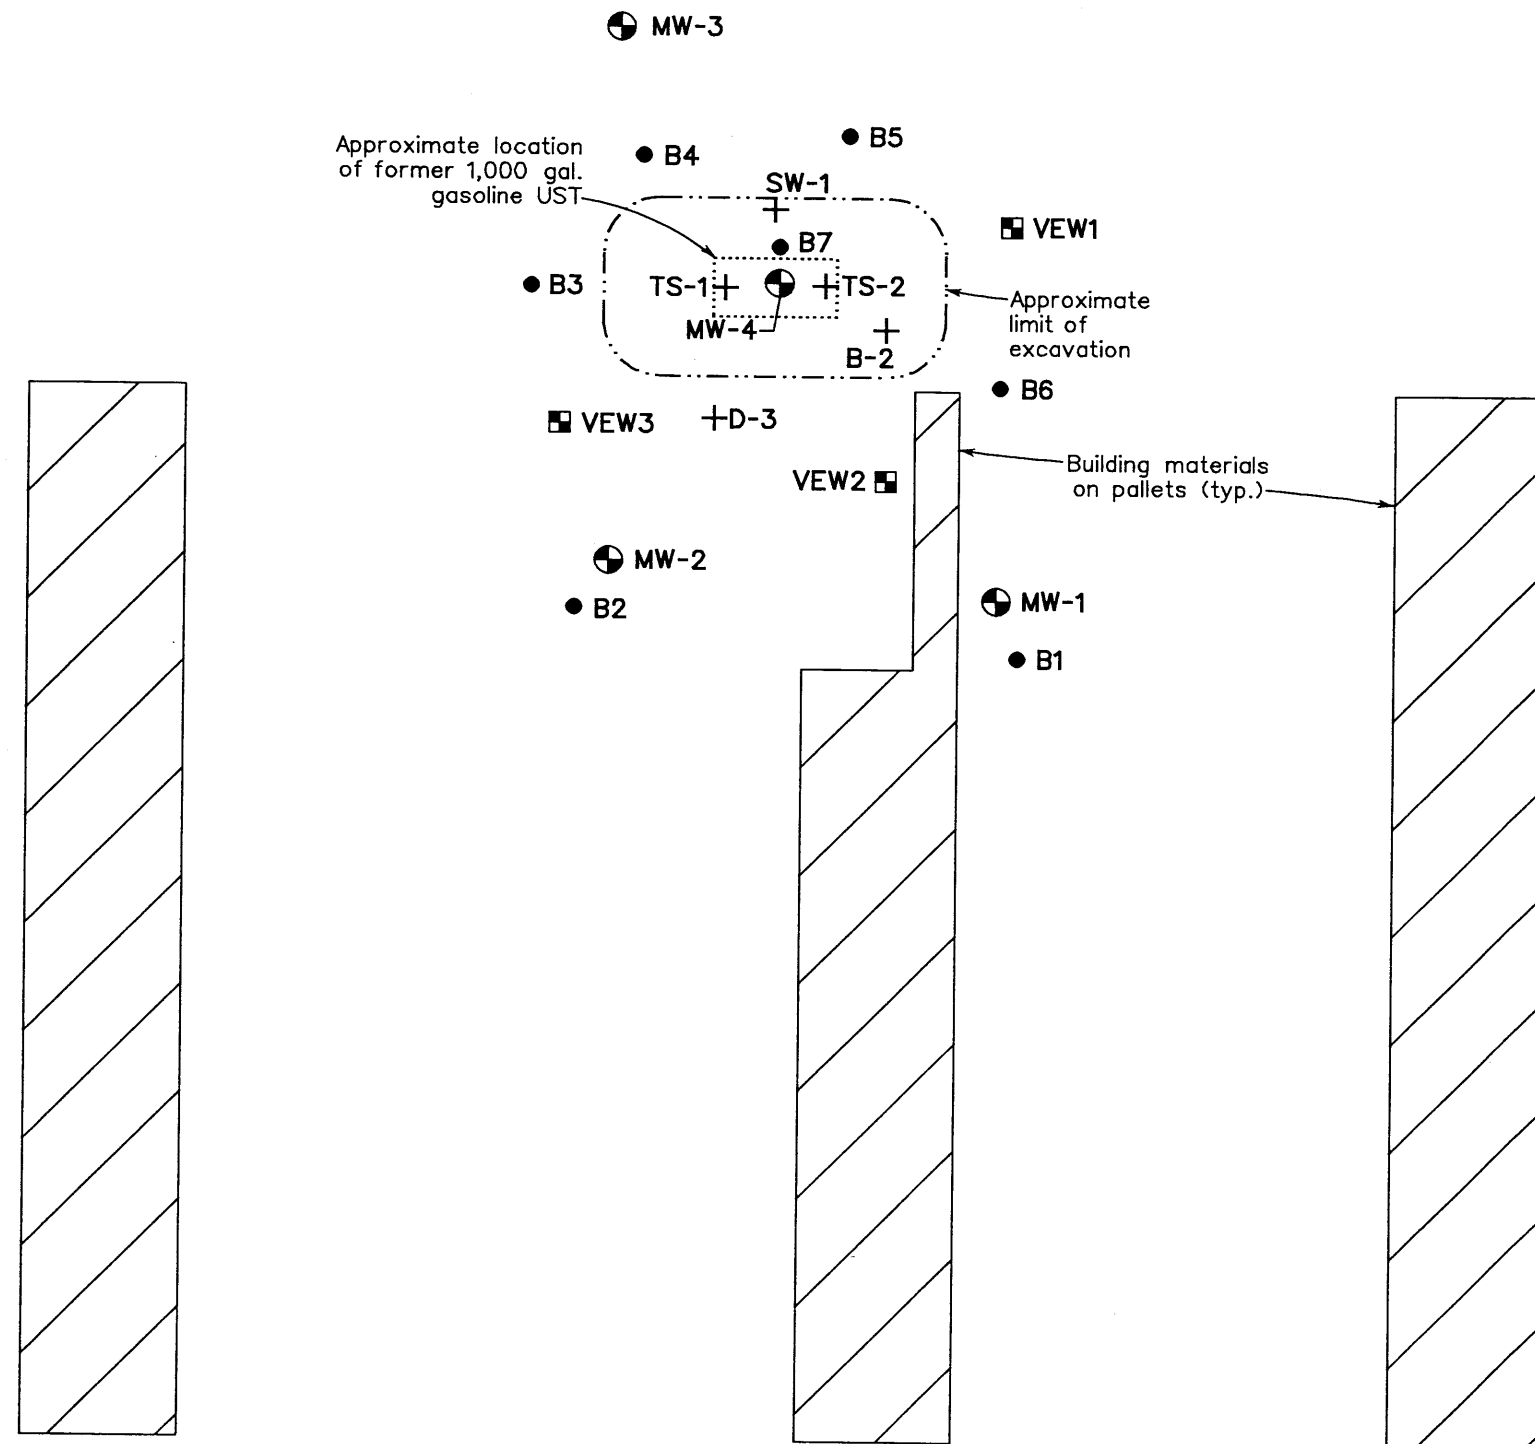 MW-3
Approximate location
of former 1,000 gal.
gasoline UST
B4
B5
SW-1
VEW1
B7
B3
TS-1
TS-2
MW-4
B-2
Approximate
limit of
excavation
B6
VEW3
D-3
VEW2
Building materials
on pallets (typ.)
MW-2
B2
MW-1
B1